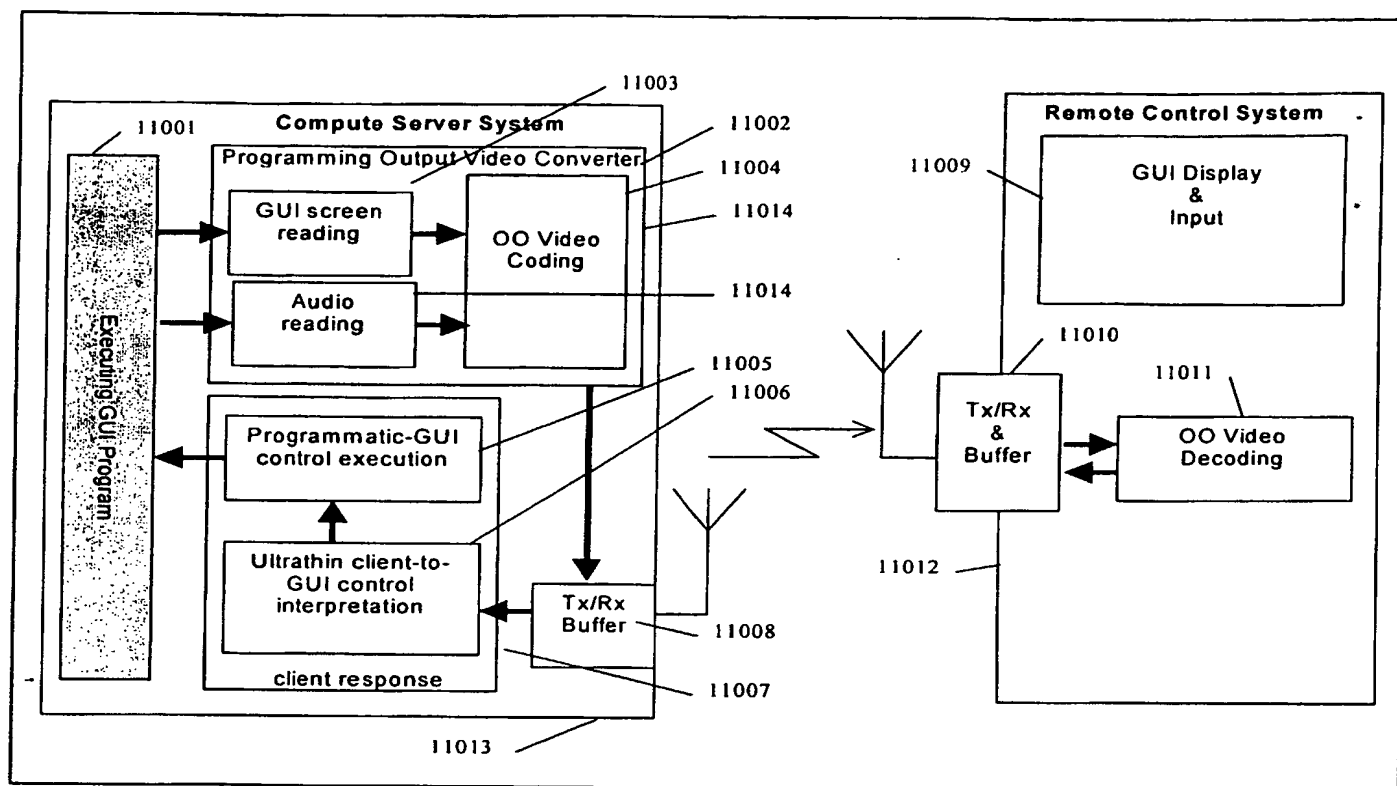 11003
11001
Compute Server System
11002
Programming Output Video Converter
11004
GUI screen
reading
OO Video
Coding
11014
Audio
reading
11014
Executing GUI Program
11005
11006
Programmatic-GUI
control execution
Ultrathin client-to-
GUI control
interpretation
client response
11007
Tx/Rx
Buffer
11008
11013
Remote Control System
11009
GUI Display
&
Input
11010
Tx/Rx
&
Buffer
11011
OO Video
Decoding
11012